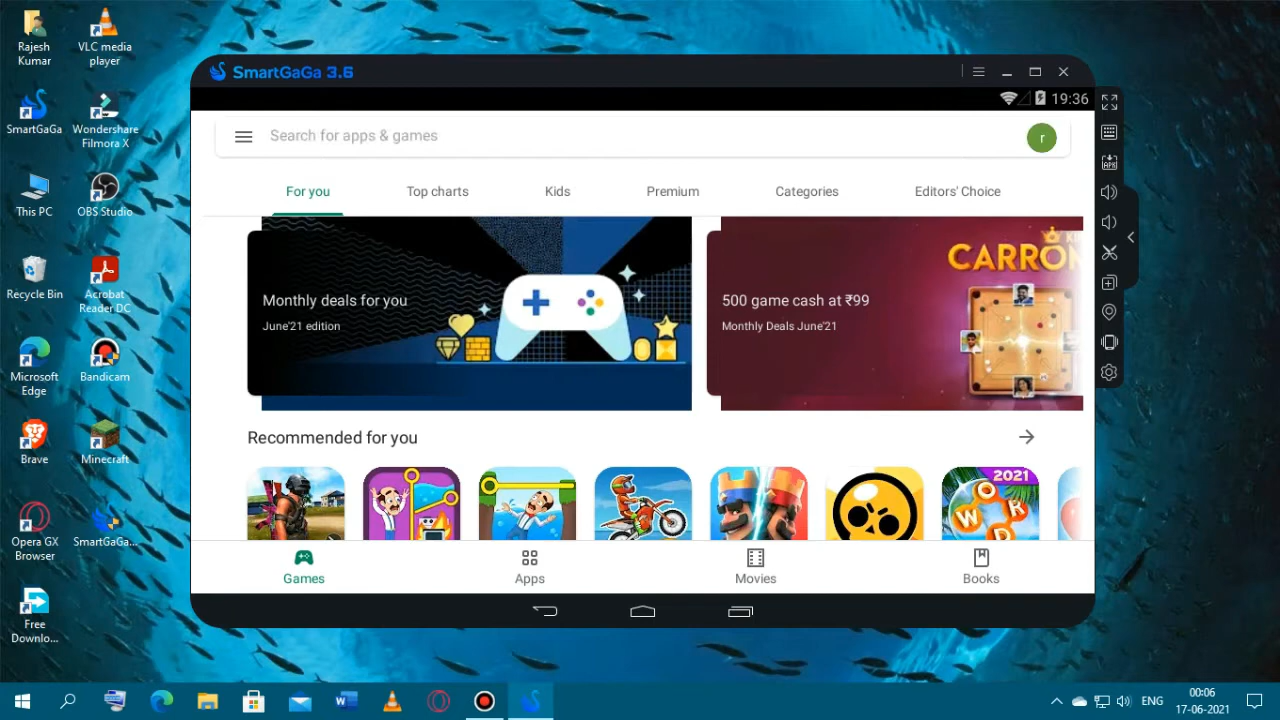 Rajesh
Kumar
VLC media
player
SmartGaGa
Wondershare
Filmora X
This PC
OBS Studio
Recycle Bin
Acrobat
Reader DC
Microsoft
Edge
Bandicam
Brave
Minecraft
Opera GX
Browser
SmartGaGa...
Free
Downlo...
SmartGaGa 3.6
19:36
Search for apps & games
r
For you
Top charts
Kids
Premium
Categories
Editors' Choice
Monthly deals for you
June'21 edition
500 game cash at ₹99
Monthly Deals June'21
CARRO
Recommended for you
2021
W O R D
Games
Apps
Movies
Books
APK
ENG
00:06
17-06-2021